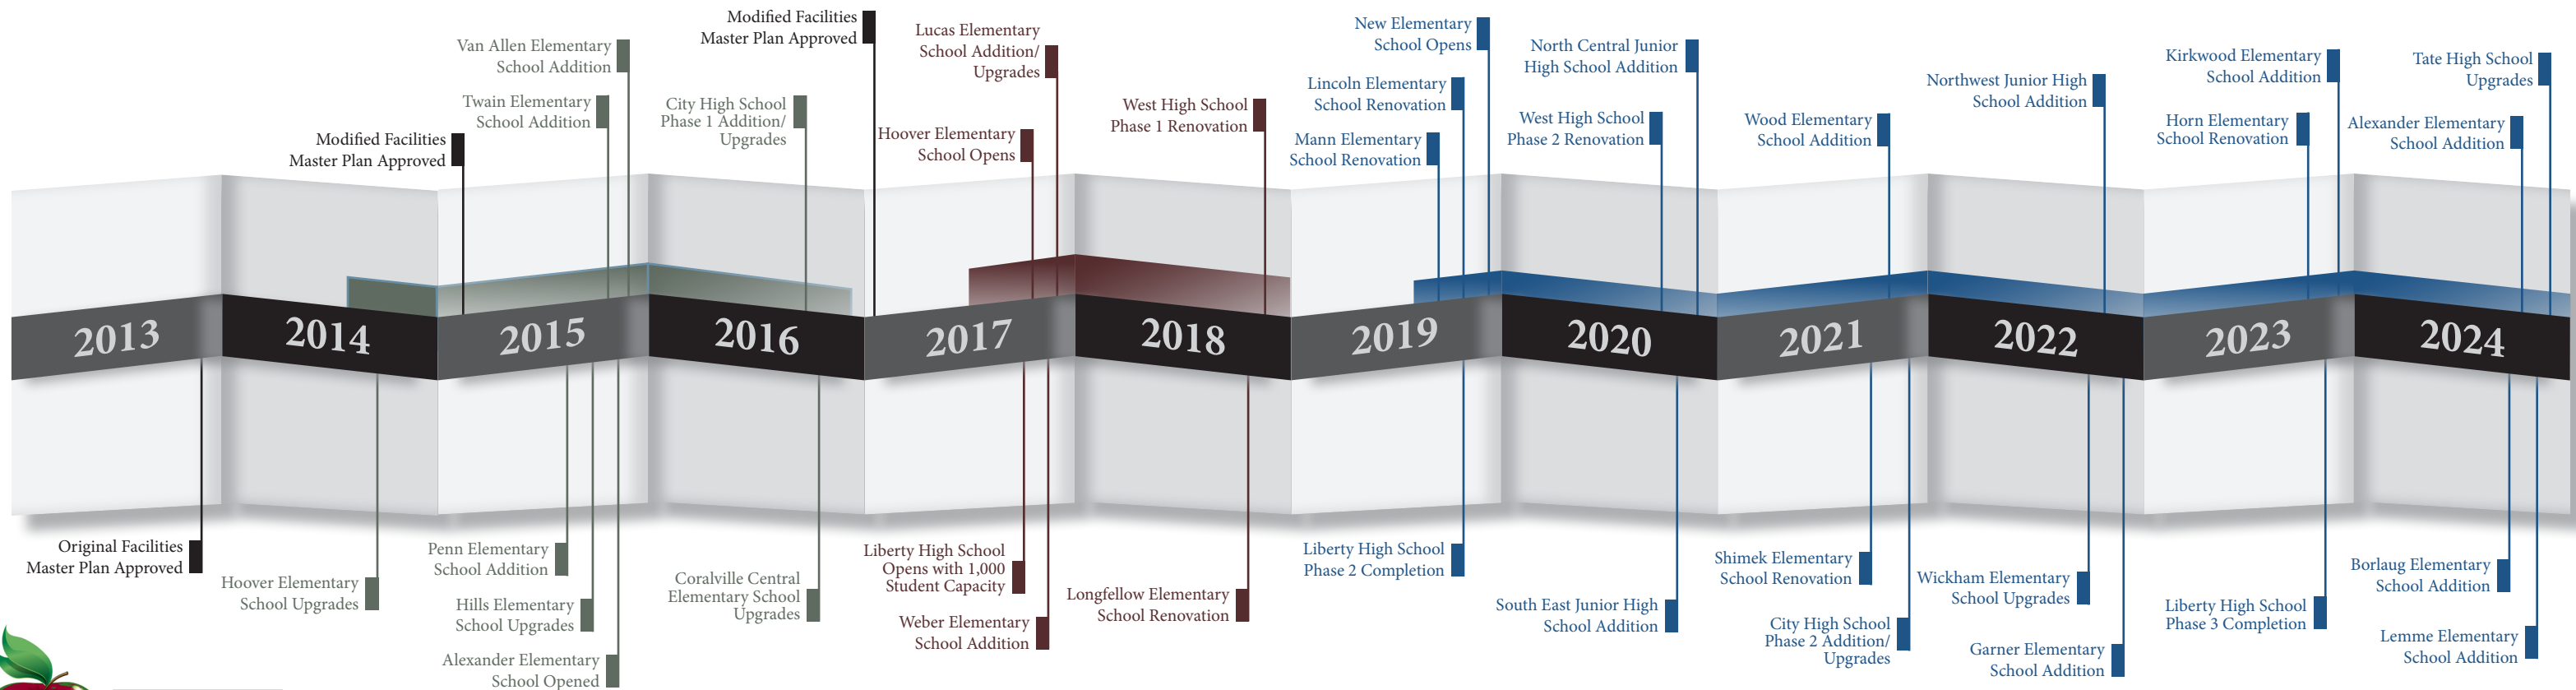 Modified Facilities
Master Plan Approved
Van Allen Elementary
School Addition
Twain Elementary
School Addition
Modified Facilities
Master Plan Approved
City High School
Phase 1 Addition/
Upgrades
Lucas Elementary
School Addition/
Upgrades
Hoover Elementary
School Opens
West High School
Phase 1 Renovation
New Elementary
School Opens
Lincoln Elementary
School Renovation
Mann Elementary
School Renovation
North Central Junior
High School Addition
West High School
Phase 2 Renovation
Wood Elementary
School Addition
Northwest Junior High
School Addition
Kirkwood Elementary
School Addition
Horn Elementary
School Renovation
Tate High School
Upgrades
Alexander Elementary
School Addition
2013
2014
2015
2016
2017
2018
2019
2020
2021
2022
2023
2024
Original Facilities
Master Plan Approved
Hoover Elementary
School Upgrades
Penn Elementary
School Addition
Hills Elementary
School Upgrades
Alexander Elementary
School Opened
Coralville Central
Elementary School
Upgrades
Liberty High School
Opens with 1,000
Student Capacity
Weber Elementary
School Addition
Longfellow Elementary
School Renovation
Liberty High School
Phase 2 Completion
South East Junior High
School Addition
Shimek Elementary
School Renovation
City High School
Phase 2 Addition/
Upgrades
Wickham Elementary
School Upgrades
Garner Elementary
School Addition
Liberty High School
Phase 3 Completion
Borlaug Elementary
School Addition
Lemme Elementary
School Addition